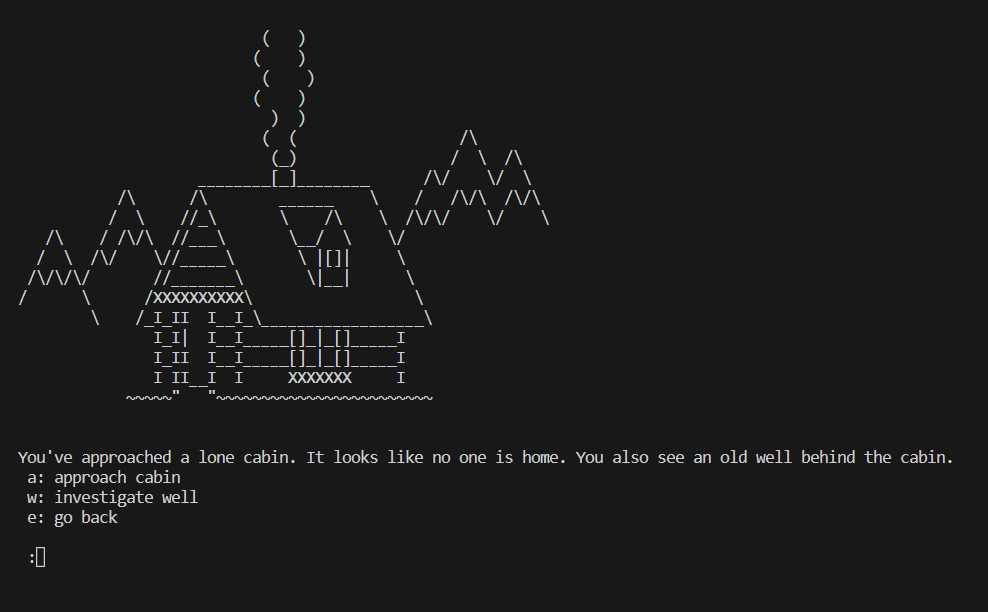 You've approached a lone cabin. It looks like no one is home. You also see an old well behind the cabin.
a: approach cabin
w: investigate well
e: go back
: